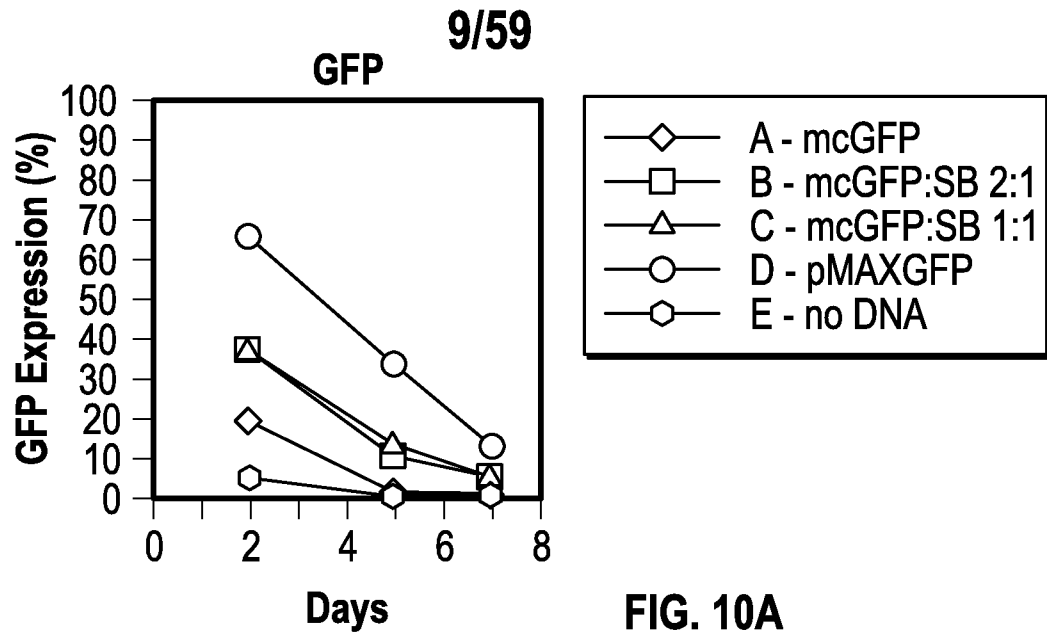 9/59
GFP
100
90
80
70
60
50
40
30
20
10
0
GFP Expression (%)
0 2 4 6 8
Days
A - mcGFP
B - mcGFP:SB 2:1
C - mcGFP:SB 1:1
D - pMAXGFP
E - no DNA
FIG. 10A